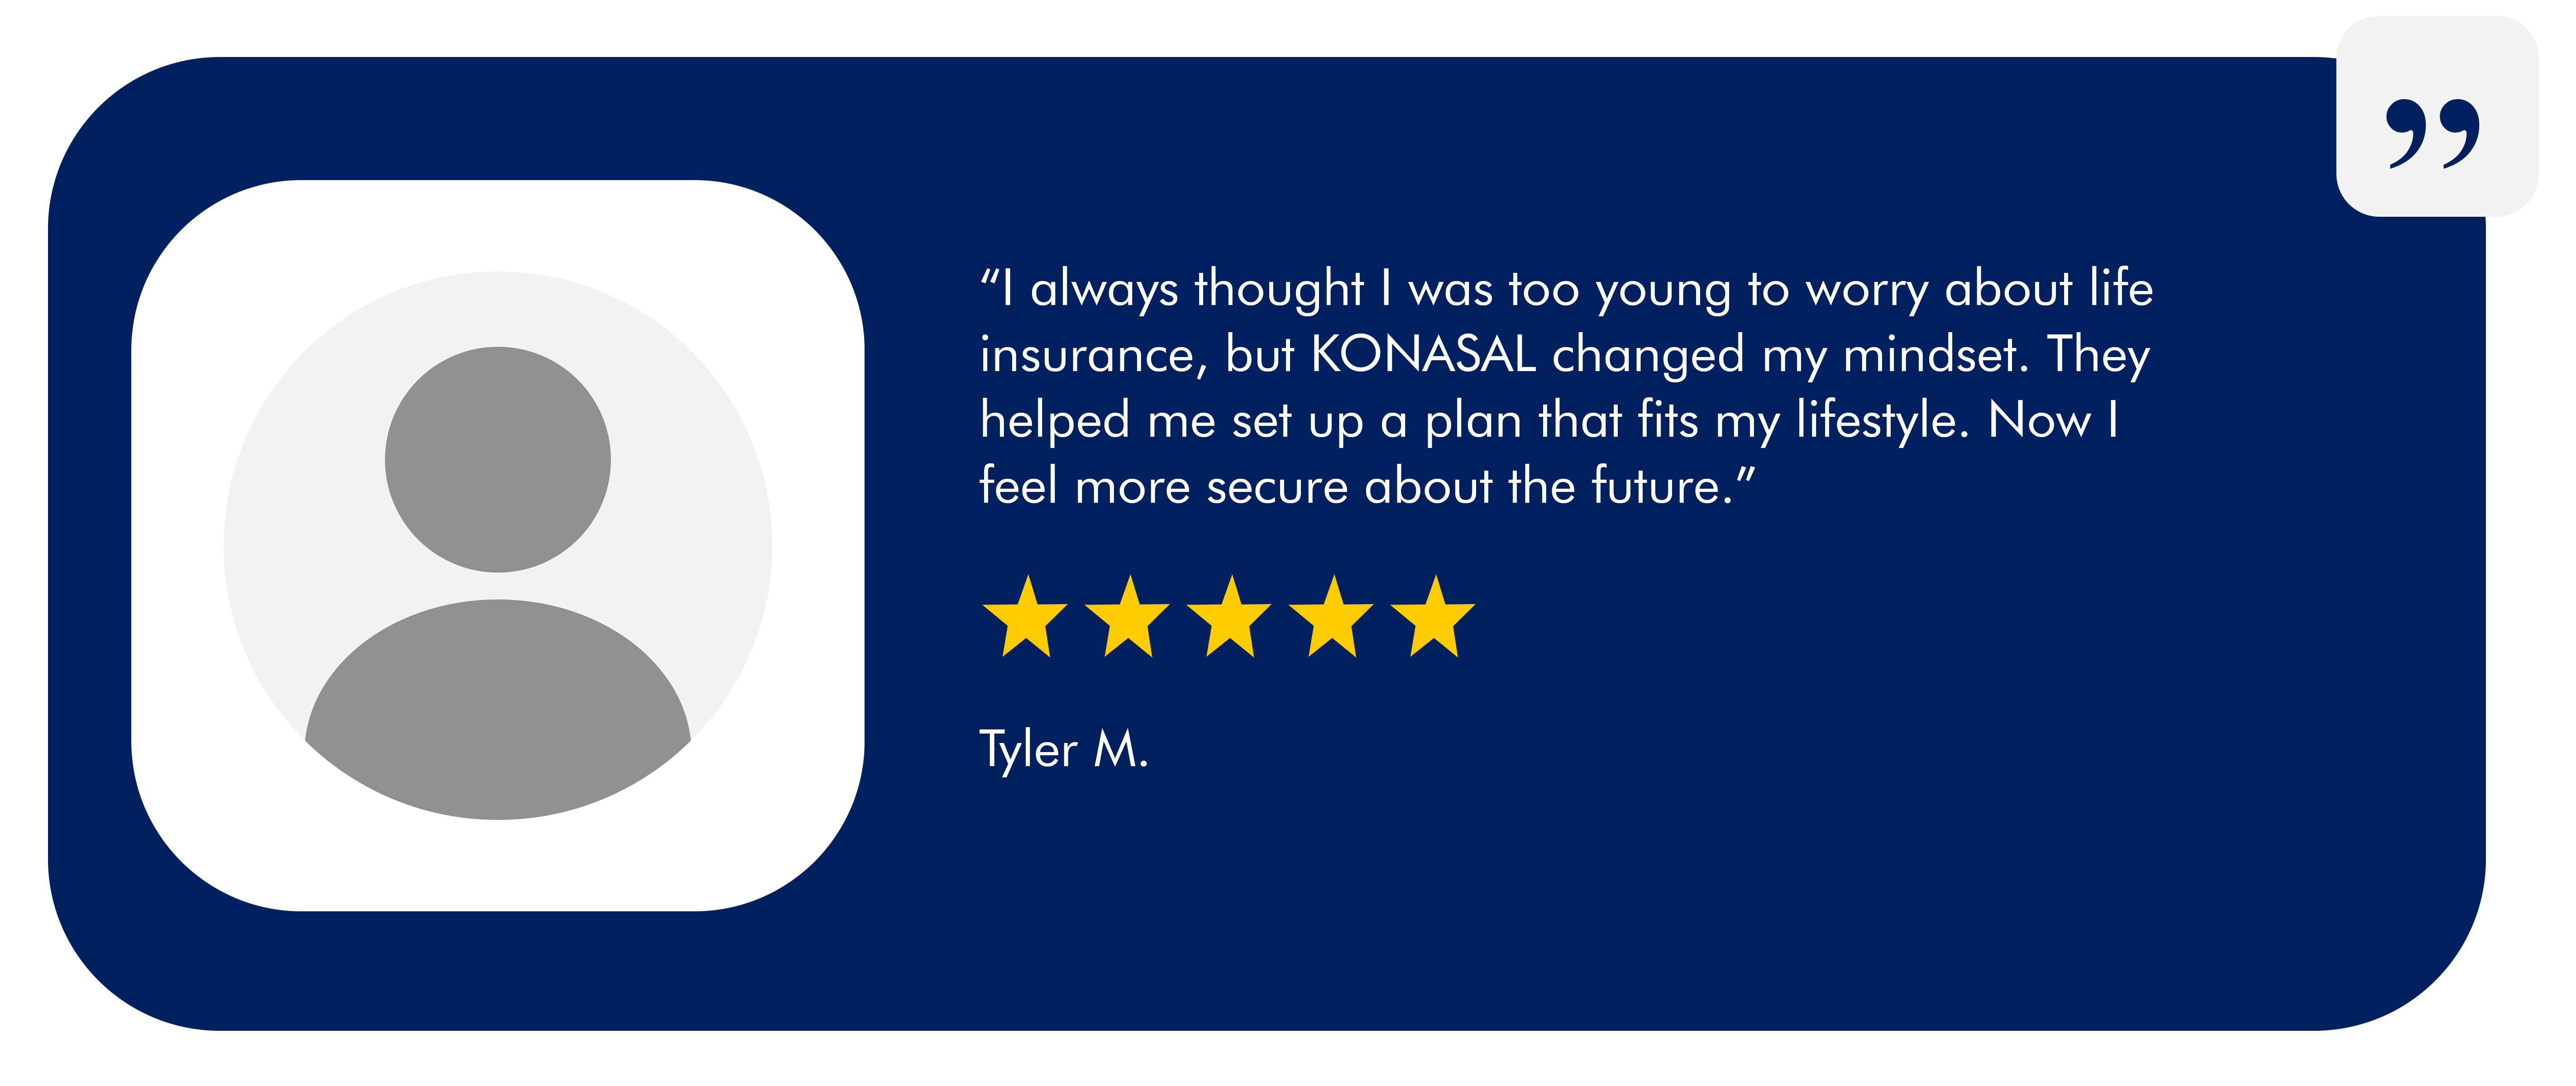 ”
“I always thought I was too young to worry about life
insurance, but KONASAL changed my mindset. They
helped me set up a plan that fits my lifestyle. Now I
feel more secure about the future.”
Tyler M.